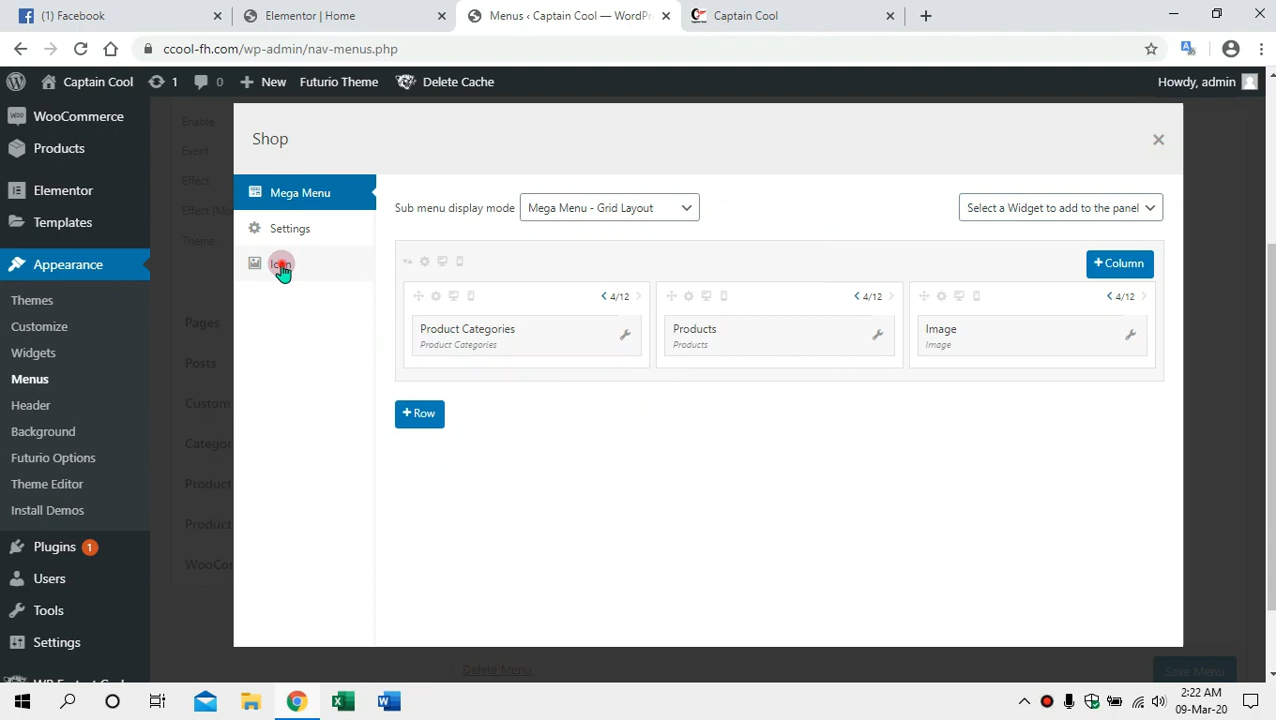 (1) Facebook
Elementor | Home
Menus ‹ Captain Cool — WordPr
Captain Cool
ccool-fh.com/wp-admin/nav-menus.php
Captain Cool
1
0
New
Futurio Theme
Delete Cache
Howdy, admin
WooCommerce
Products
Elementor
Templates
Appearance
Themes
Customize
Widgets
Menus
Header
Background
Futurio Options
Theme Editor
Install Demos
Plugins 1
Users
Tools
Settings
Enable
Event
Effect
Effect (Mo
Theme
Pages
Posts
Custom
Categor
Product
Product
WooCom
Shop
Mega Menu
Settings
Icon
Sub menu display mode
Mega Menu - Grid Layout
Select a Widget to add to the panel
+ Column
4/12
4/12
4/12
Product Categories
Product Categories
Products
Products
Image
Image
+ Row
Delete Menu
Save Menu
2:22 AM
09-Mar-20